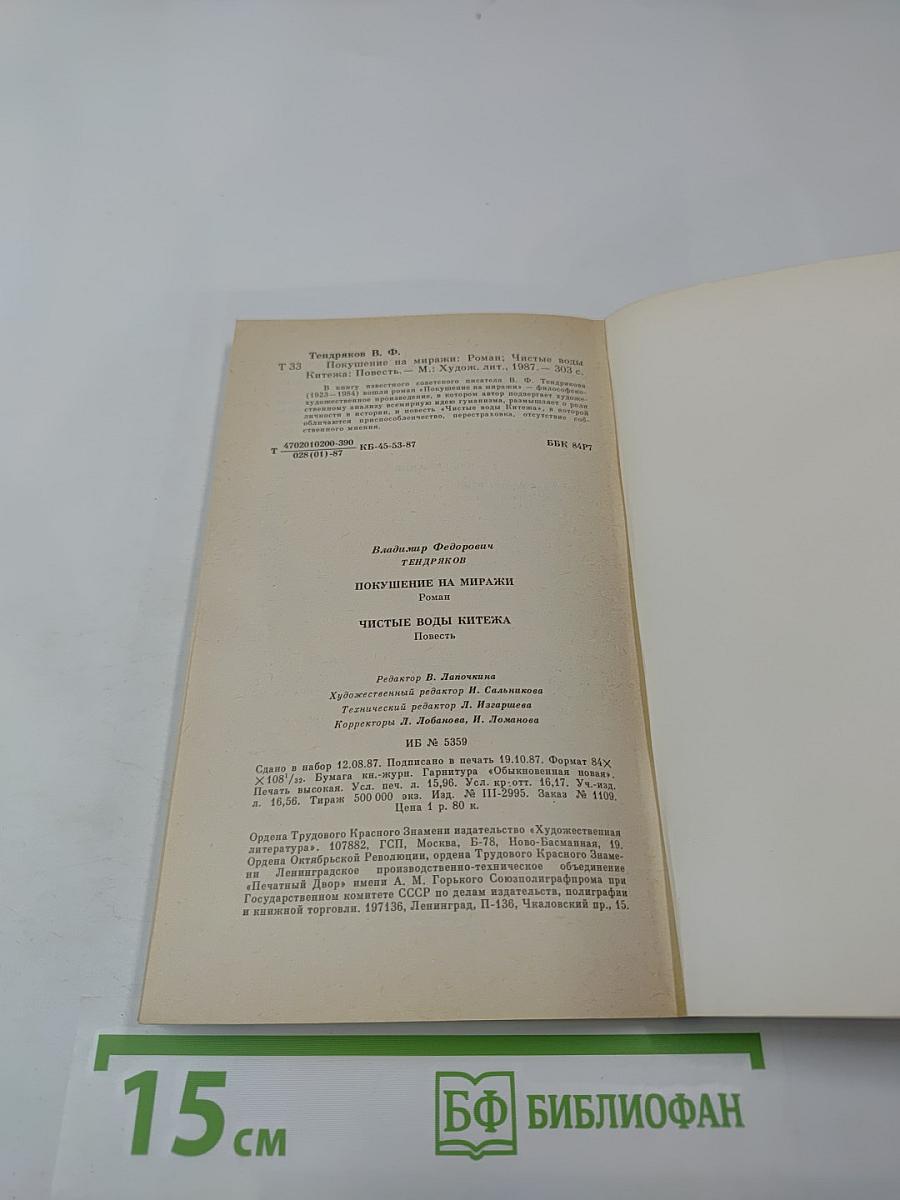 Тендряков В. Ф.
Т 33 Покушение на миражи: Роман; Чистые воды
Китежа: Повесть.— М.: Худож. лит., 1987.— 303 с.
В книгу известного советского писателя В. Ф. Тендрякова
(1923—1984) вошли роман «Покушение на миражи» — философско-
художественное произведение, в котором автор подвергает художе-
ственному анализу всемирную идею гуманизма, размышляет о роли
личности в истории, и повесть «Чистые воды Китежа», в которой
обличаются приспособленчество, перестраховка, отсутствие соб-
ственного мнения.
Т 4702010200-390 КБ-45-53-87 ББК 84Р7
028(01)-87
Владимир Федорович
ТЕНДРЯКОВ
ПОКУШЕНИЕ НА МИРАЖИ
Роман
ЧИСТЫЕ ВОДЫ КИТЕЖА
Повесть
Редактор В. Лапочкина
Художественный редактор И. Сальникова
Технический редактор Л. Изгаршева
Корректоры Л. Лобанова, И. Ломанова
ИБ № 5359
Сдано в набор 12.08.87. Подписано в печать 19.10.87. Формат 84×
×108¹/₃₂. Бумага кн.-журн. Гарнитура «Обыкновенная новая».
Печать высокая. Усл. печ. л. 15,96. Усл. кр.-отт. 16,17. Уч.-изд.
л. 16,56. Тираж 500 000 экз. Изд. № III-2995. Заказ № 1109.
Цена 1 р. 80 к.
Ордена Трудового Красного Знамени издательство «Художественная
литература». 107882, ГСП, Москва, Б-78, Ново-Басманная, 19.
Ордена Октябрьской Революции, ордена Трудового Красного Знаме-
ни Ленинградское производственно-техническое объединение
«Печатный Двор» имени А. М. Горького Союзполиграфпрома при
Государственном комитете СССР по делам издательств, полиграфии
и книжной торговли. 197136, Ленинград, П-136, Чкаловский пр., 15.
15 см
БФ БИБЛИОФАН